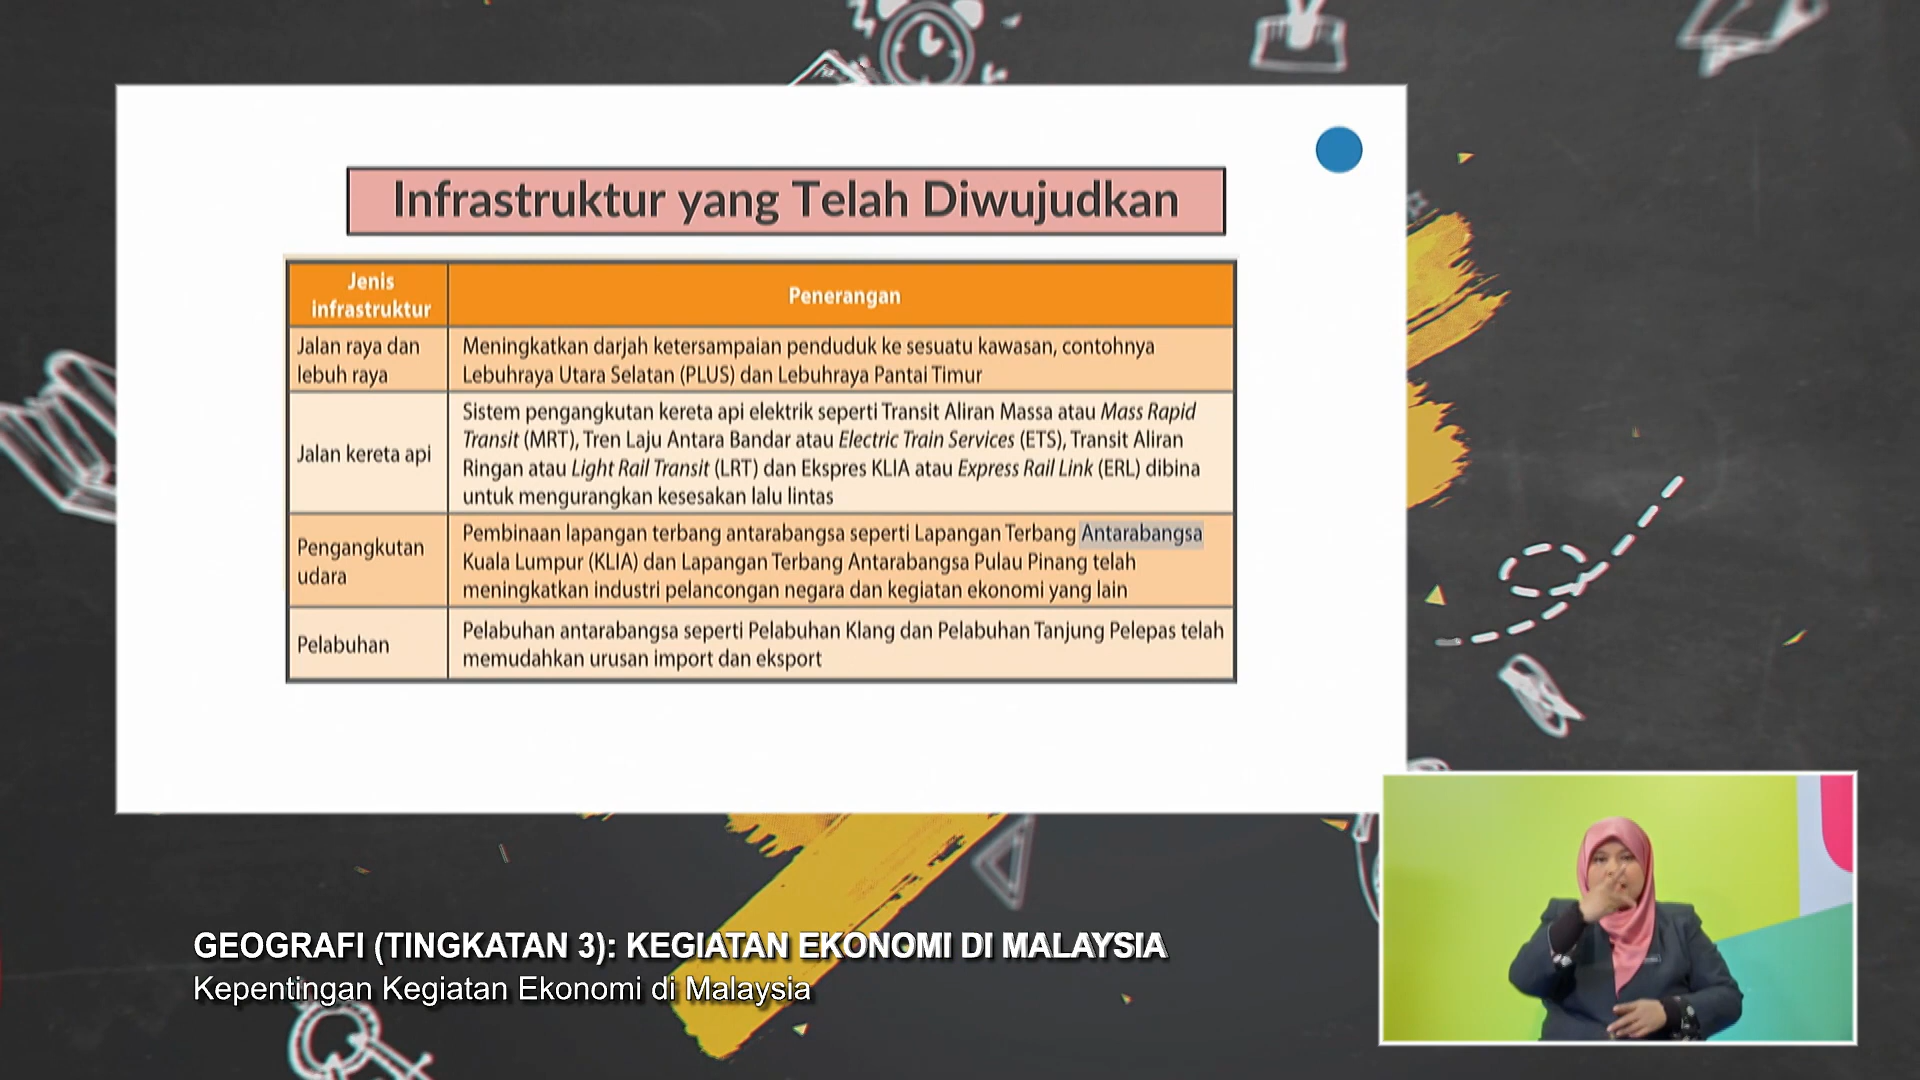 Infrastruktur yang Telah Diwujudkan
Jenis
infrastruktur
Penerangan
Jalan raya dan
lebuh raya
Meningkatkan darjah ketersampaian penduduk ke sesuatu kawasan, contohnya
Lebuhraya Utara Selatan (PLUS) dan Lebuhraya Pantai Timur
Jalan kereta api
Sistem pengangkutan kereta api elektrik seperti Transit Aliran Massa atau Mass Rapid
Transit (MRT), Tren Laju Antara Bandar atau Electric Train Services (ETS), Transit Aliran
Ringan atau Light Rail Transit (LRT) dan Ekspres KLIA atau Express Rail Link (ERL) dibina
untuk mengurangkan kesesakan lalu lintas
Pengangkutan
udara
Pembinaan lapangan terbang antarabangsa seperti Lapangan Terbang Antarabangsa
Kuala Lumpur (KLIA) dan Lapangan Terbang Antarabangsa Pulau Pinang telah
meningkatkan industri pelancongan negara dan kegiatan ekonomi yang lain
Pelabuhan
Pelabuhan antarabangsa seperti Pelabuhan Klang dan Pelabuhan Tanjung Pelepas telah
memudahkan urusan import dan eksport
GEOGRAFI (TINGKATAN 3): KEGIATAN EKONOMI DI MALAYSIA
Kepentingan Kegiatan Ekonomi di Malaysia